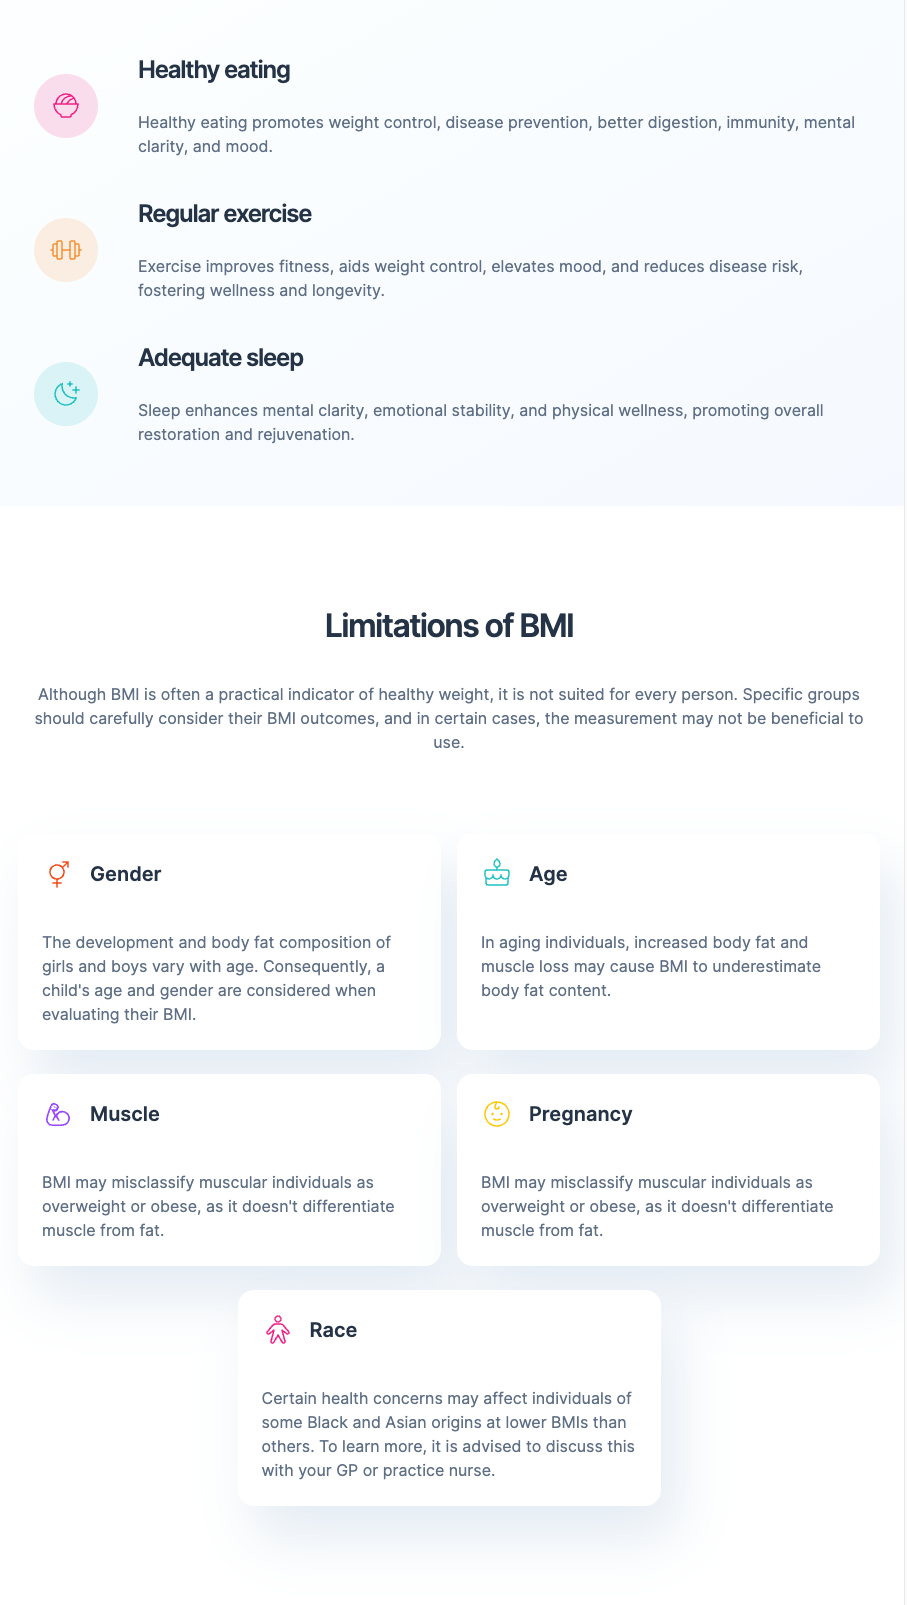 Healthy eating
Healthy eating promotes weight control, disease prevention, better digestion, immunity, mental
clarity, and mood.
Regular exercise
Exercise improves fitness, aids weight control, elevates mood, and reduces disease risk,
fostering wellness and longevity.
Adequate sleep
Sleep enhances mental clarity, emotional stability, and physical wellness, promoting overall
restoration and rejuvenation.
Limitations of BMI
Although BMI is often a practical indicator of healthy weight, it is not suited for every person. Specific groups
should carefully consider their BMI outcomes, and in certain cases, the measurement may not be beneficial to
use.
Gender
The development and body fat composition of
girls and boys vary with age. Consequently, a
child's age and gender are considered when
evaluating their BMI.
Age
In aging individuals, increased body fat and
muscle loss may cause BMI to underestimate
body fat content.
Muscle
BMI may misclassify muscular individuals as
overweight or obese, as it doesn't differentiate
muscle from fat.
Pregnancy
BMI may misclassify muscular individuals as
overweight or obese, as it doesn't differentiate
muscle from fat.
Race
Certain health concerns may affect individuals of
some Black and Asian origins at lower BMIs than
others. To learn more, it is advised to discuss this
with your GP or practice nurse.